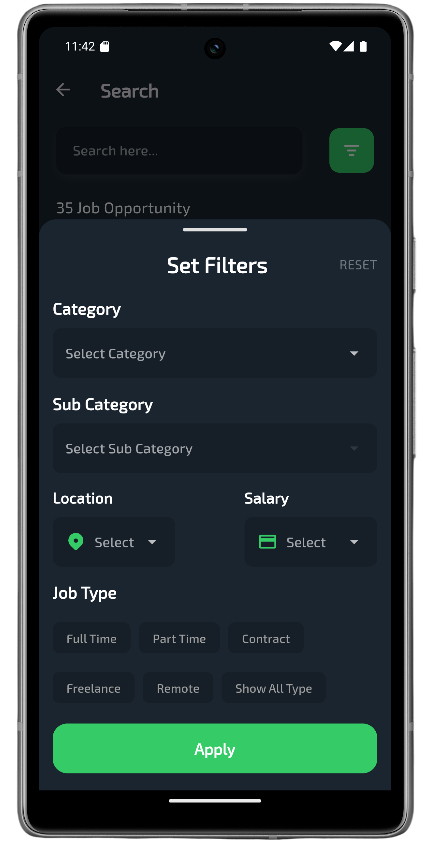 11:42
Search
Search here...
35 Job Opportunity
Set Filters RESET
Category
Select Category
Sub Category
Select Sub Category
Location Salary
Select Select
Job Type
Full Time Part Time Contract
Freelance Remote Show All Type
Apply